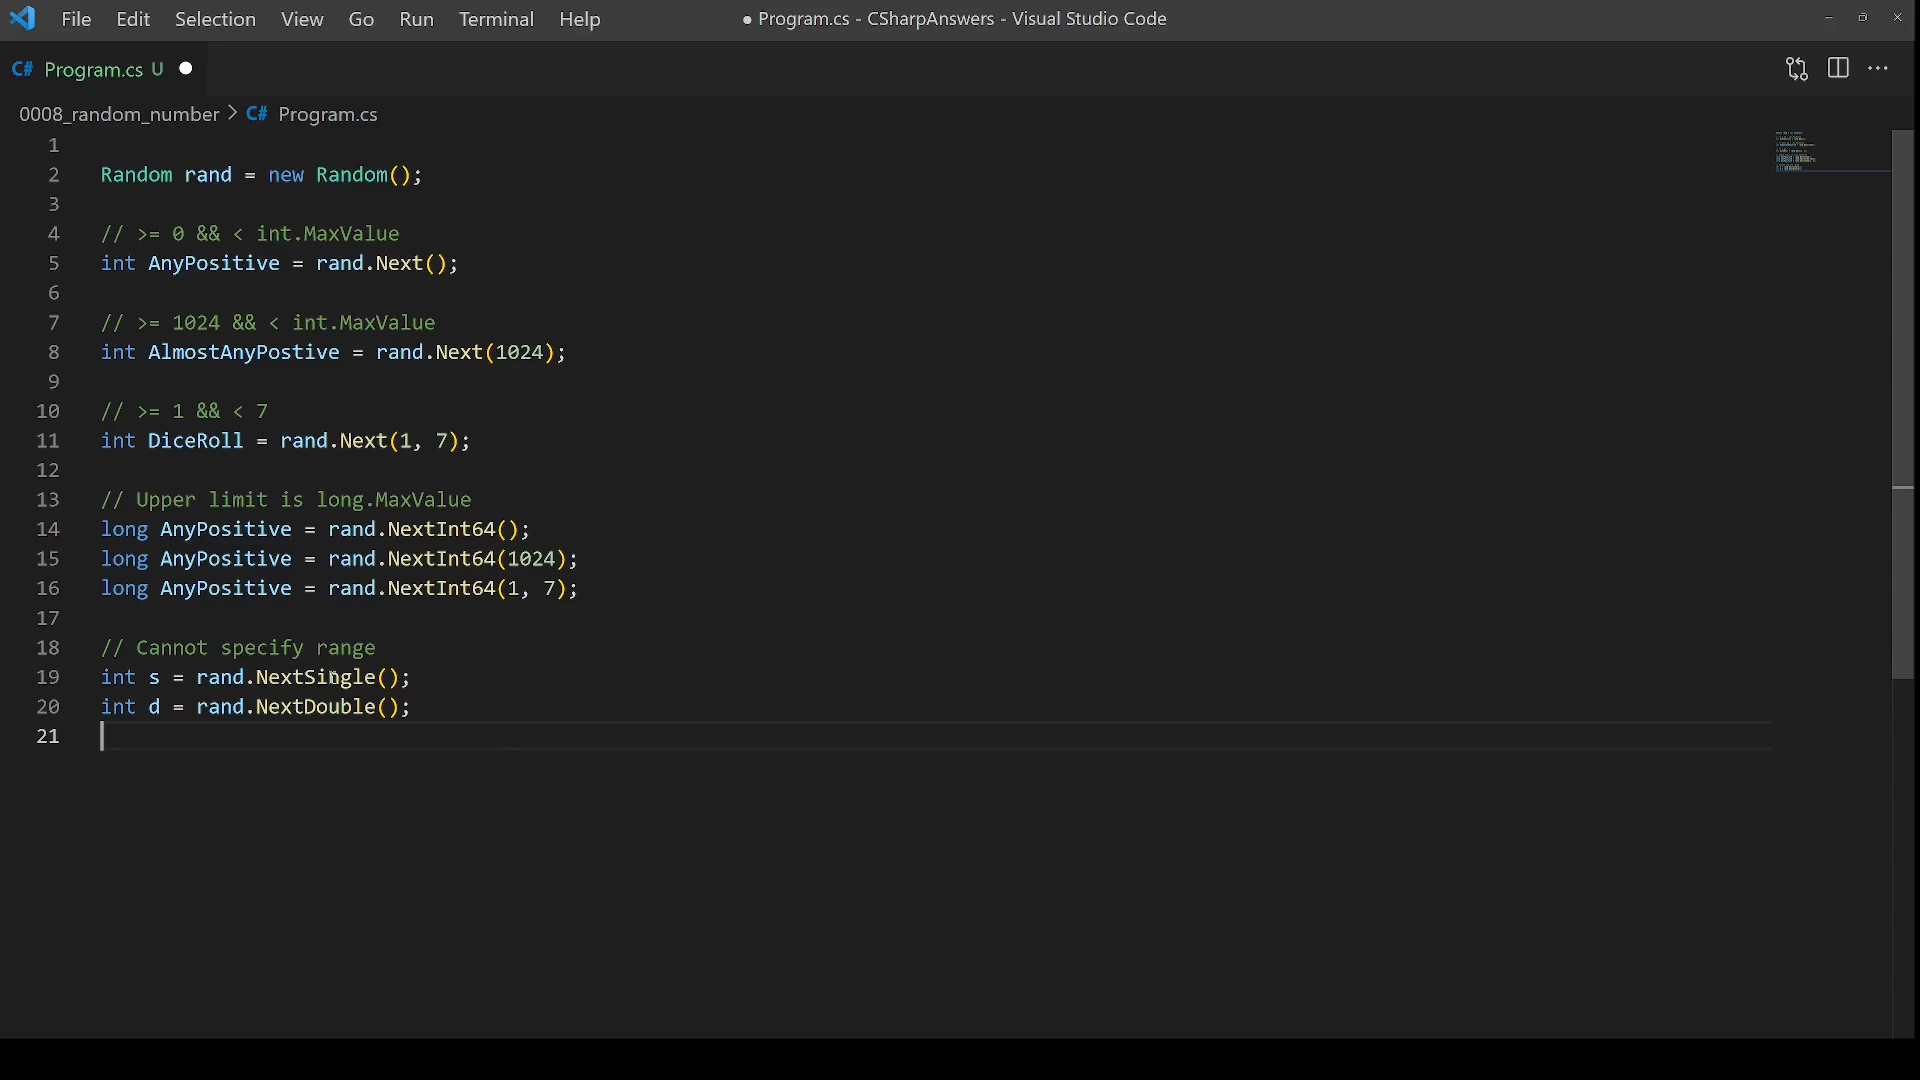 File Edit Selection View Go Run Terminal Help ● Program.cs - CSharpAnswers - Visual Studio Code
C# Program.cs U
0008_random_number > C# Program.cs
1
2 Random rand = new Random();
3
4 // >= 0 && < int.MaxValue
5 int AnyPositive = rand.Next();
6
7 // >= 1024 && < int.MaxValue
8 int AlmostAnyPostive = rand.Next(1024);
9
10 // >= 1 && < 7
11 int DiceRoll = rand.Next(1, 7);
12
13 // Upper limit is long.MaxValue
14 long AnyPositive = rand.NextInt64();
15 long AnyPositive = rand.NextInt64(1024);
16 long AnyPositive = rand.NextInt64(1, 7);
17
18 // Cannot specify range
19 int s = rand.NextSingle();
20 int d = rand.NextDouble();
21